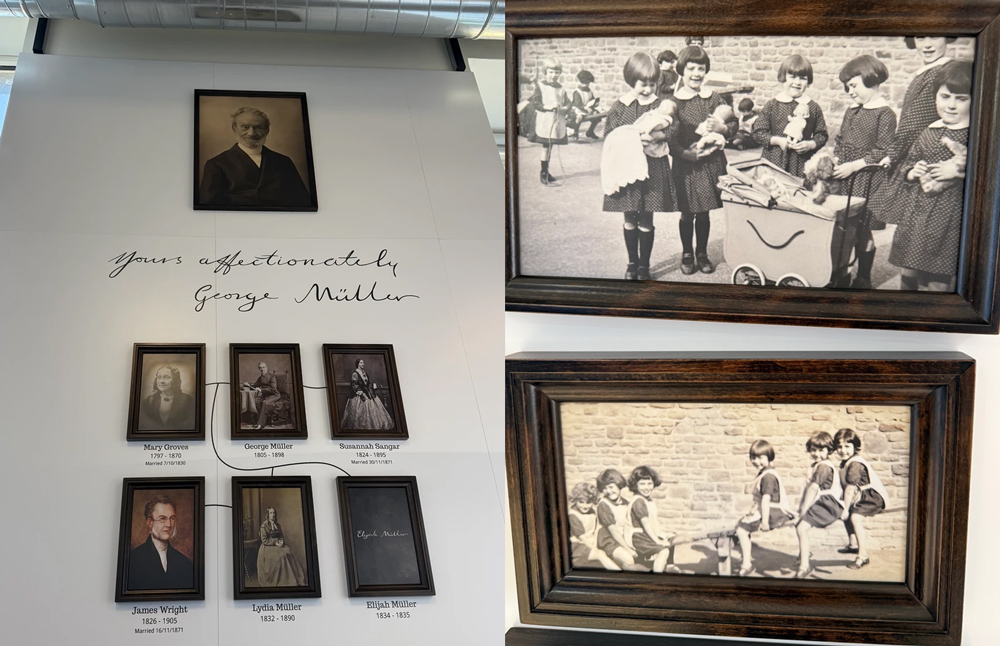 Yours affectionately
George Müller
Mary Groves
1797 - 1870
Married 7/10/1830
George Müller
1805 - 1898
Susannah Sangar
1824 - 1895
Married 30/11/1871
James Wright
1826 - 1905
Married 16/11/1871
Lydia Müller
1832 - 1890
Elijah Müller
Elijah Müller
1834 - 1835